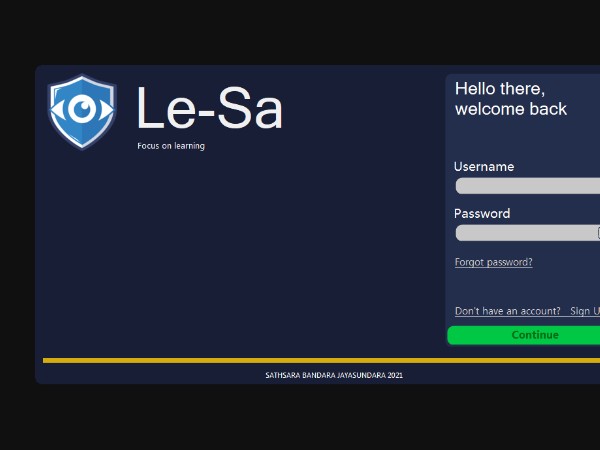 Le-Sa
Focus on learning
Hello there,
welcome back
Username
Password
Forgot password?
Don't have an account? Sign U
Continue
SATHSARA BANDARA JAYASUNDARA 2021